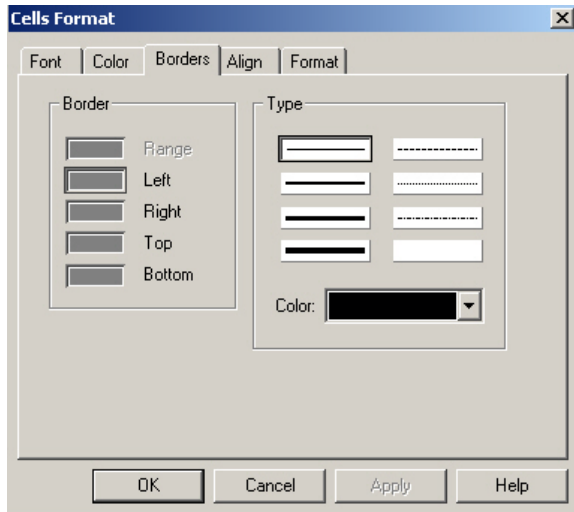 Cells Format
Font Color Borders Align Format
Border Type
Range
Left
Right
Top
Bottom
Color:
OK Cancel Apply Help